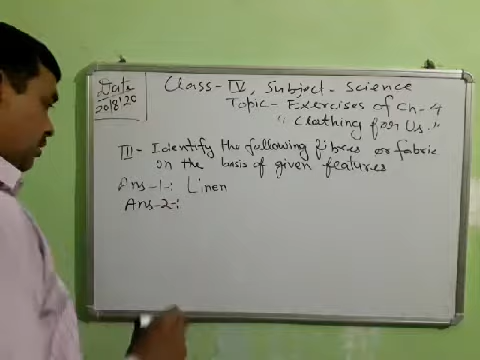 Date
20/8/20
Class-IV, Subject- Science
Topic- Exercises of Ch-4
"Clothing for Us."
III- Identify the following fibres or fabric
on the basis of given features
Ans-1-: Linen
Ans-2-: